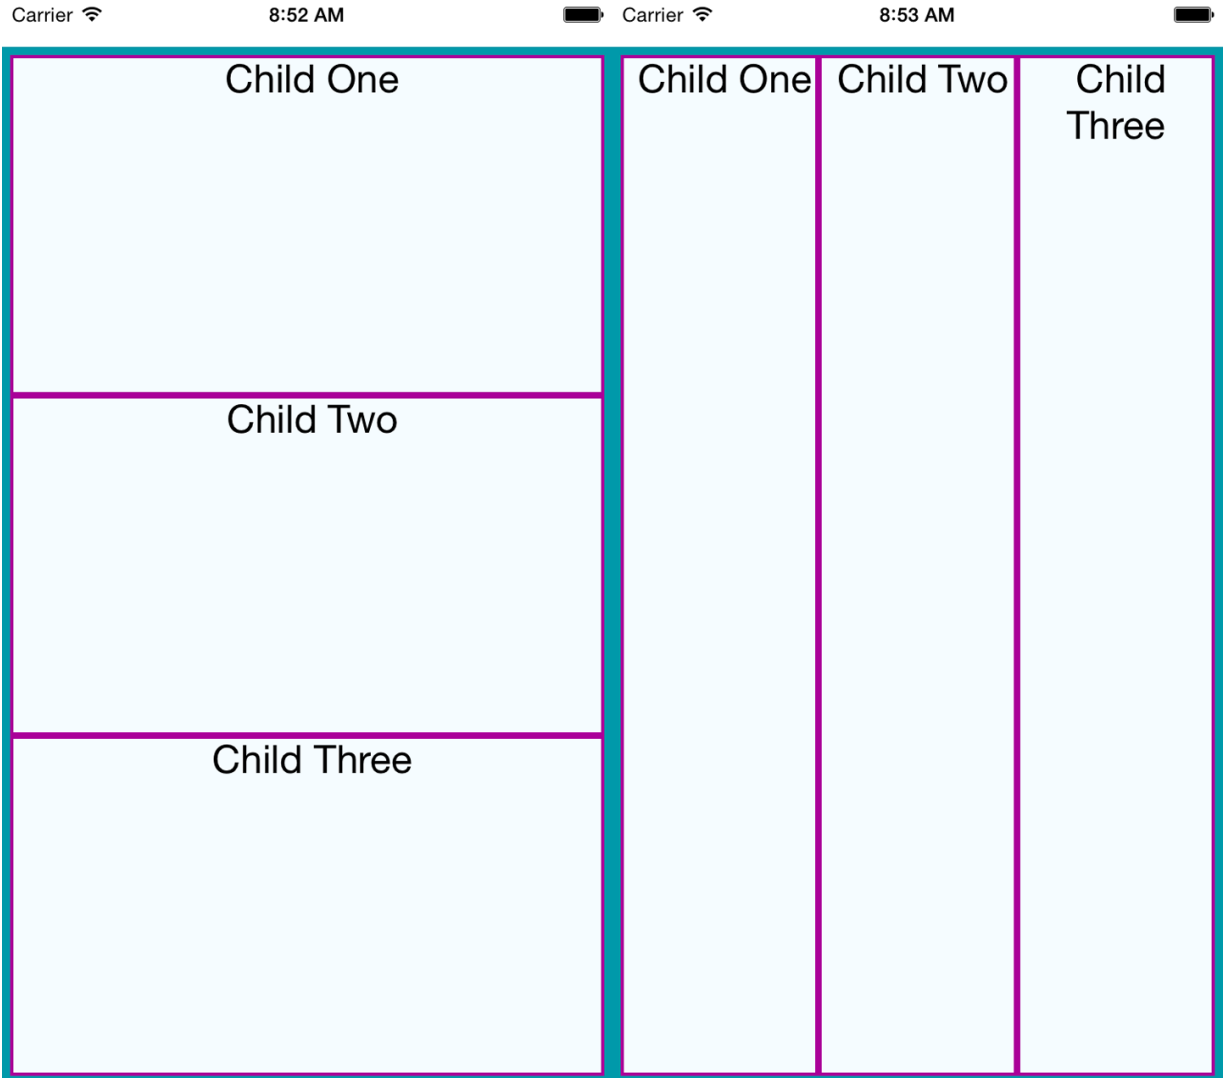 Carrier 8:52 AM
Child One
Child Two
Child Three
Carrier 8:53 AM
Child One
Child Two
Child
Three